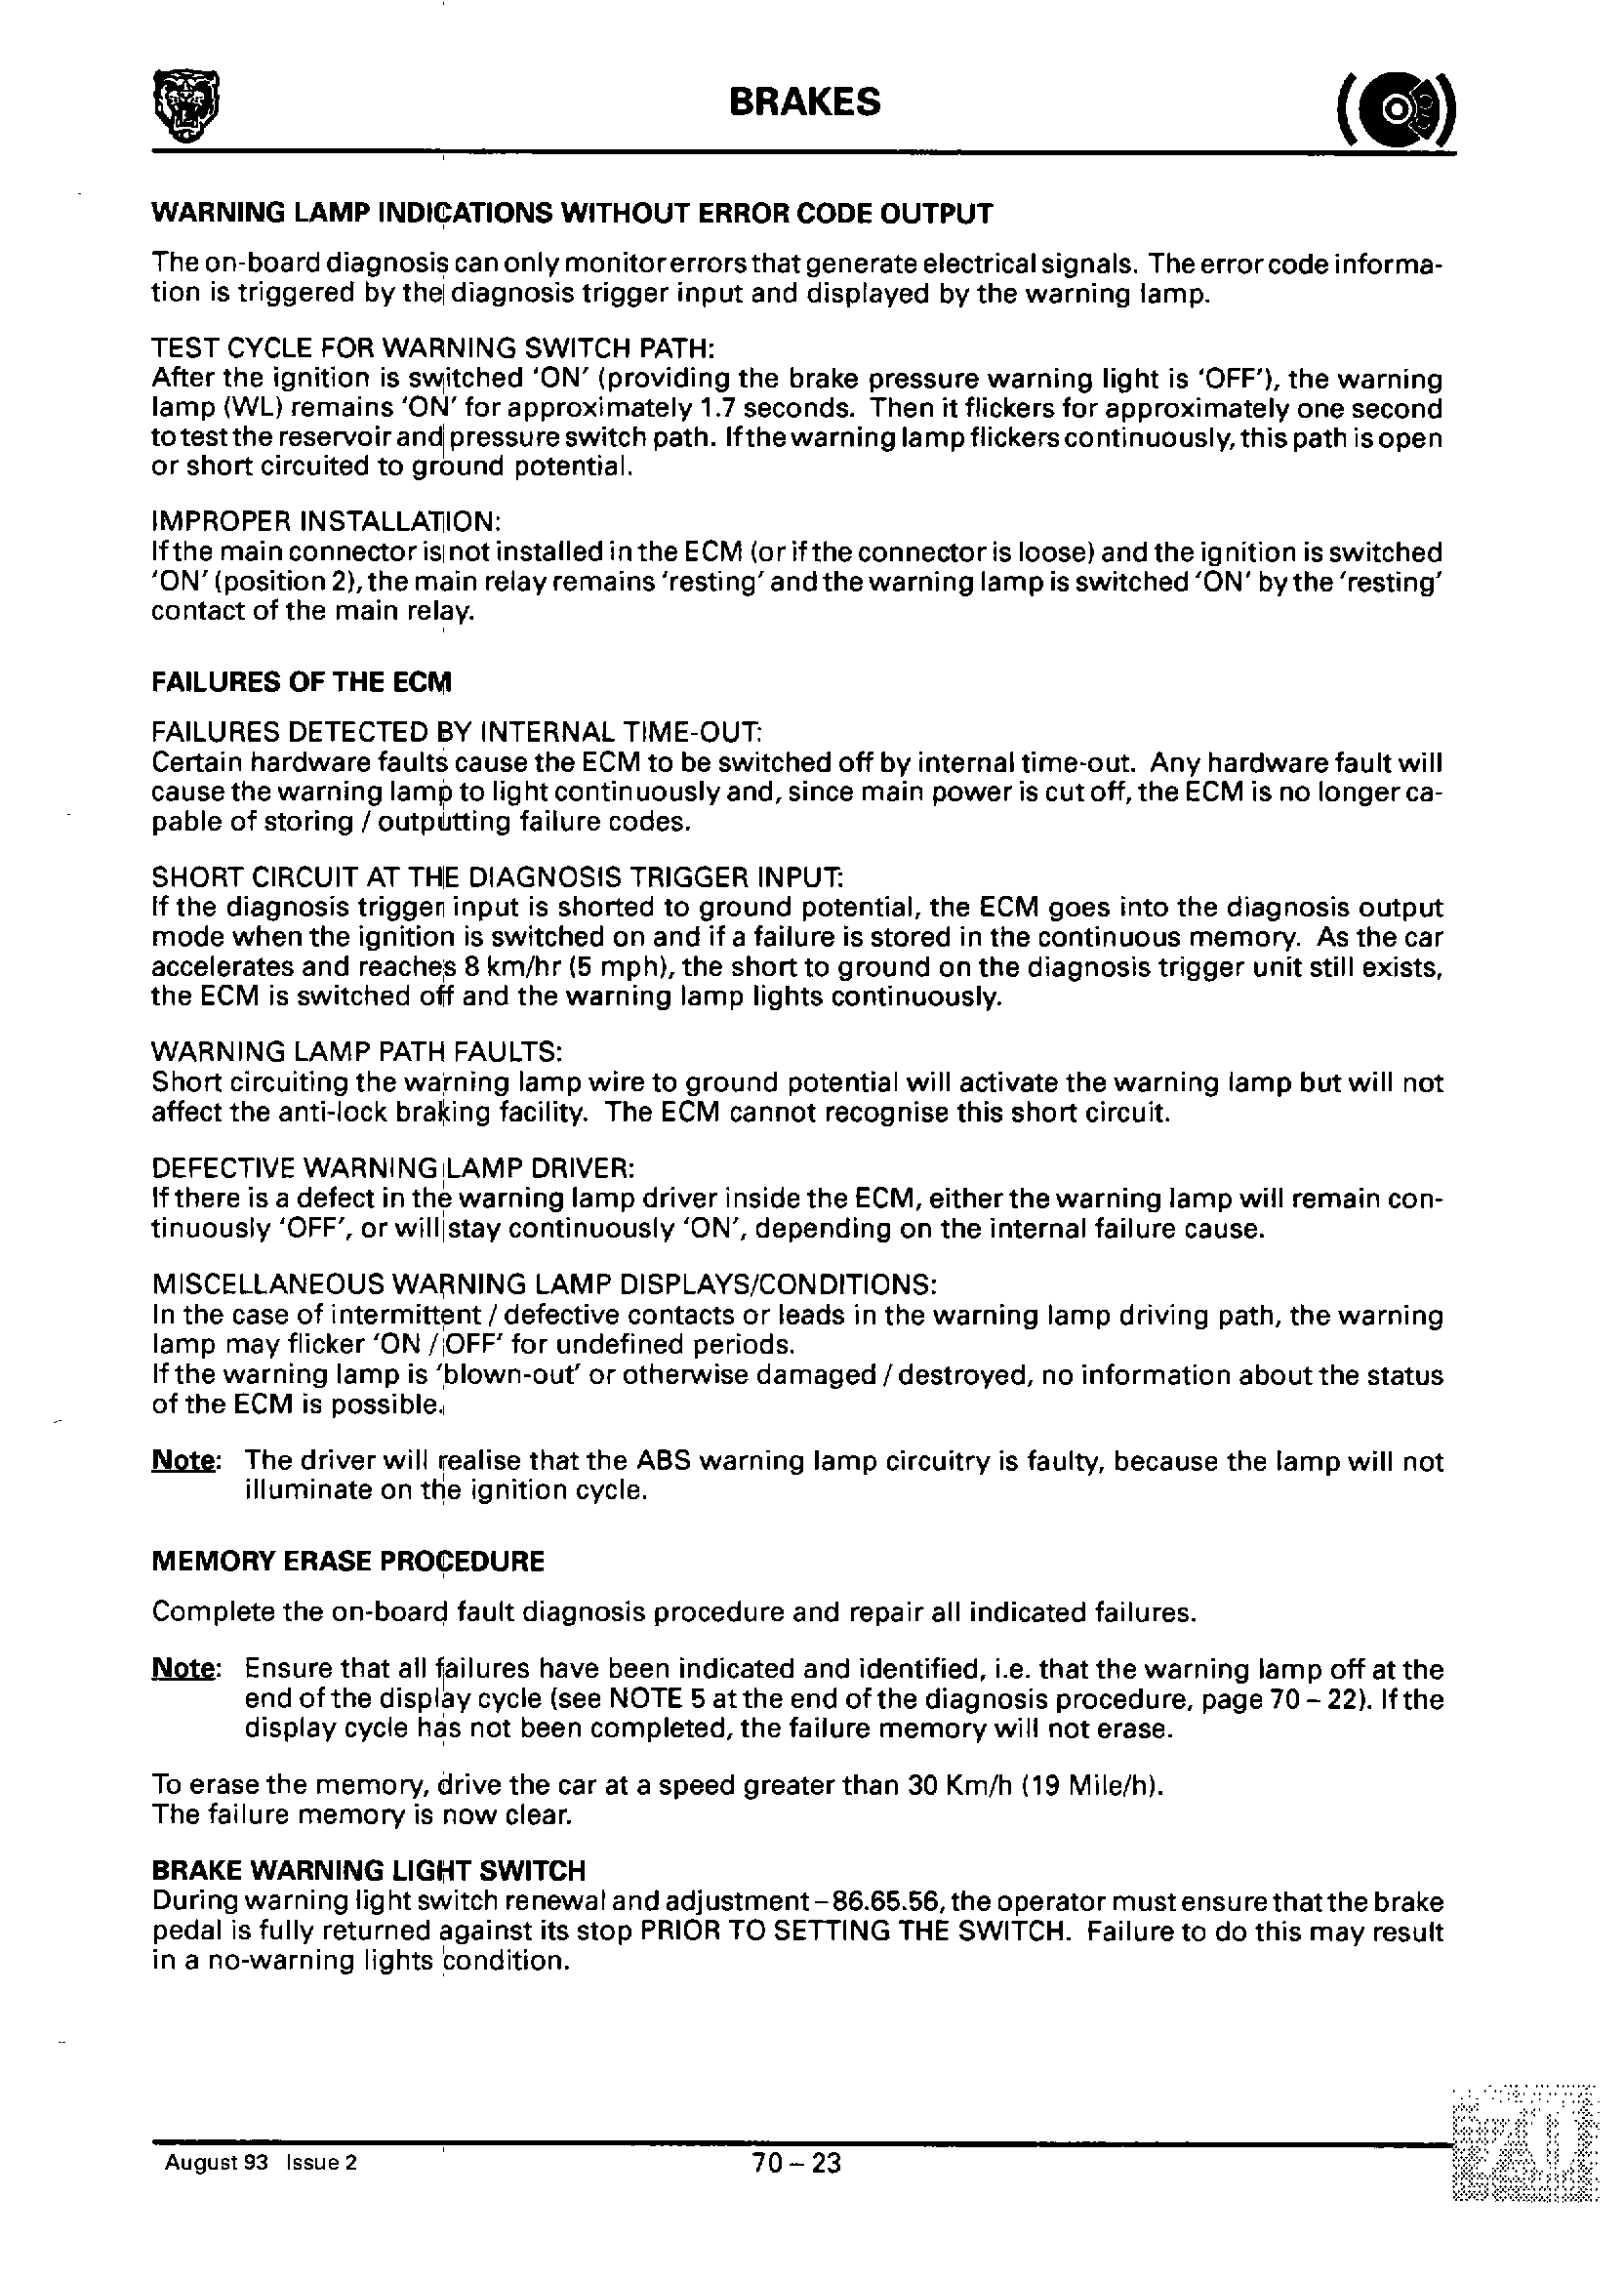 BRAKES
WARNING LAMP INDICATIONS WITHOUT ERROR CODE OUTPUT
The on-board diagnosis can only monitor errors that generate electrical signals. The error code informa-
tion is triggered by the diagnosis trigger input and displayed by the warning lamp.
TEST CYCLE FOR WARNING SWITCH PATH:
After the ignition is switched 'ON' (providing the brake pressure warning light is 'OFF'), the warning
lamp (WL) remains 'ON' for approximately 1.7 seconds. Then it flickers for approximately one second
to test the reservoir and pressure switch path. If the warning lamp flickers continuously, this path is open
or short circuited to ground potential.
IMPROPER INSTALLATION:
If the main connector is not installed in the ECM (or if the connector is loose) and the ignition is switched
'ON' (position 2), the main relay remains 'resting' and the warning lamp is switched 'ON' by the 'resting'
contact of the main relay.
FAILURES OF THE ECM
FAILURES DETECTED BY INTERNAL TIME-OUT:
Certain hardware faults cause the ECM to be switched off by internal time-out. Any hardware fault will
cause the warning lamp to light continuously and, since main power is cut off, the ECM is no longer ca-
pable of storing / outputting failure codes.
SHORT CIRCUIT AT THE DIAGNOSIS TRIGGER INPUT:
If the diagnosis trigger input is shorted to ground potential, the ECM goes into the diagnosis output
mode when the ignition is switched on and if a failure is stored in the continuous memory. As the car
accelerates and reaches 8 km/hr (5 mph), the short to ground on the diagnosis trigger unit still exists,
the ECM is switched off and the warning lamp lights continuously.
WARNING LAMP PATH FAULTS:
Short circuiting the warning lamp wire to ground potential will activate the warning lamp but will not
affect the anti-lock braking facility. The ECM cannot recognise this short circuit.
DEFECTIVE WARNING LAMP DRIVER:
If there is a defect in the warning lamp driver inside the ECM, either the warning lamp will remain con-
tinuously 'OFF', or will stay continuously 'ON', depending on the internal failure cause.
MISCELLANEOUS WARNING LAMP DISPLAYS/CONDITIONS:
In the case of intermittent / defective contacts or leads in the warning lamp driving path, the warning
lamp may flicker 'ON / OFF' for undefined periods.
If the warning lamp is 'blown-out' or otherwise damaged / destroyed, no information about the status
of the ECM is possible.
Note: The driver will realise that the ABS warning lamp circuitry is faulty, because the lamp will not
illuminate on the ignition cycle.
MEMORY ERASE PROCEDURE
Complete the on-board fault diagnosis procedure and repair all indicated failures.
Note: Ensure that all failures have been indicated and identified, i.e. that the warning lamp off at the
end of the display cycle (see NOTE 5 at the end of the diagnosis procedure, page 70 – 22). If the
display cycle has not been completed, the failure memory will not erase.
To erase the memory, drive the car at a speed greater than 30 Km/h (19 Mile/h).
The failure memory is now clear.
BRAKE WARNING LIGHT SWITCH
During warning light switch renewal and adjustment – 86.65.56, the operator must ensure that the brake
pedal is fully returned against its stop PRIOR TO SETTING THE SWITCH. Failure to do this may result
in a no-warning lights condition.
August 93 Issue 2
70 – 23
70